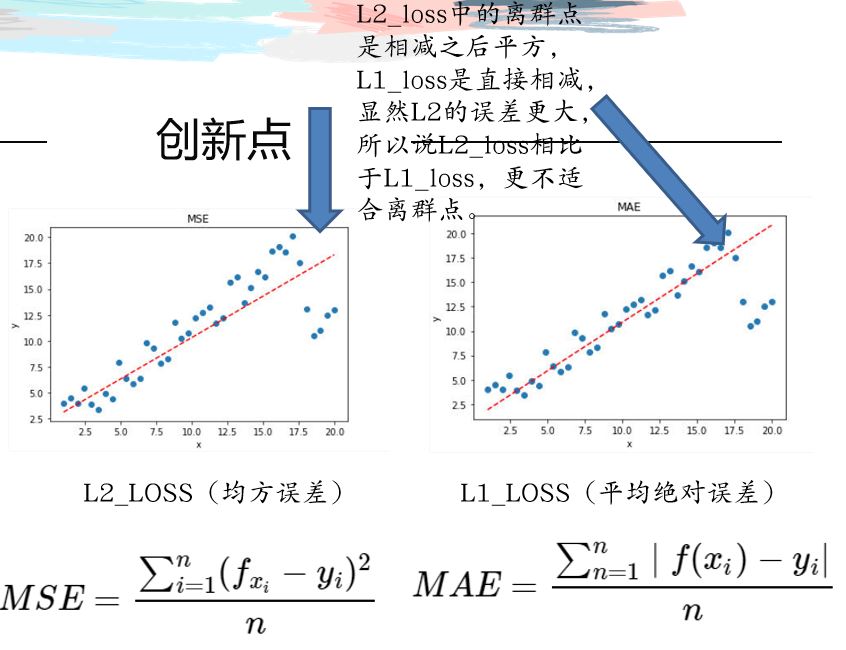 L2_loss中的离群点
是相减之后平方，
L1_loss是直接相减，
显然L2的误差更大，
所以说L2_loss相比
于L1_loss，更不适
合离群点。
创新点
MSE
20.0
17.5
15.0
12.5
10.0
7.5
5.0
2.5
y
2.5 5.0 7.5 10.0 12.5 15.0 17.5 20.0
x
MAE
20.0
17.5
15.0
12.5
10.0
7.5
5.0
2.5
y
2.5 5.0 7.5 10.0 12.5 15.0 17.5 20.0
x
L2_LOSS（均方误差）
L1_LOSS（平均绝对误差）
MSE = \frac{\sum_{i=1}^{n}(f_{x_i} - y_i)^2}{n}
MAE = \frac{\sum_{n=1}^{n} | f(x_i) - y_i|}{n}